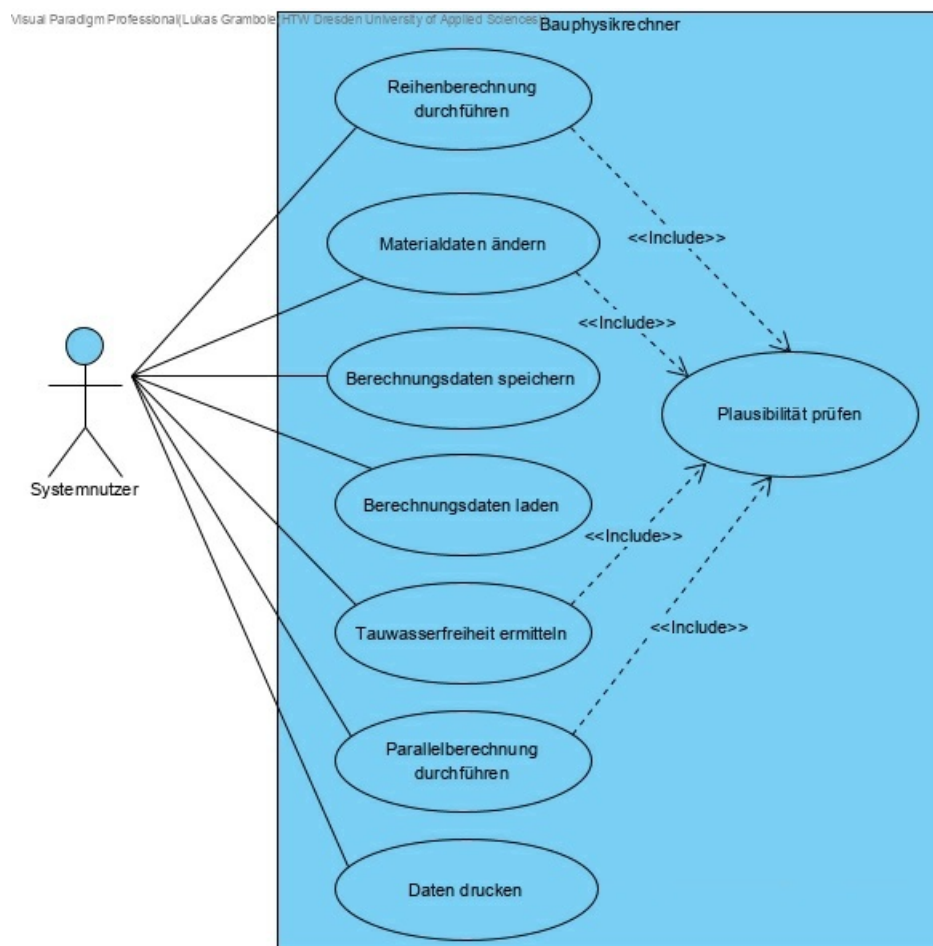 Visual Paradigm Professional(Lukas Grambole(HTW Dresden University of Applied Sciences))
Bauphysikrechner
Reihenberechnung
durchführen
<<Include>>
Materialdaten ändern
<<Include>>
Berechnungsdaten speichern
Plausibilität prüfen
Systemnutzer
Berechnungsdaten laden
<<Include>>
Tauwasserfreiheit ermitteln
<<Include>>
Parallelberechnung
durchführen
Daten drucken